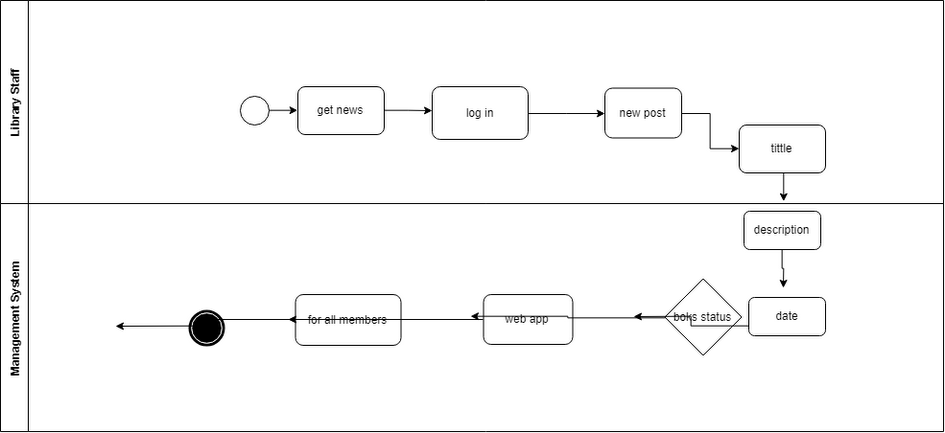 Library Staff
get news
log in
new post
tittle
Management System
description
for all members
web app
boks status
date